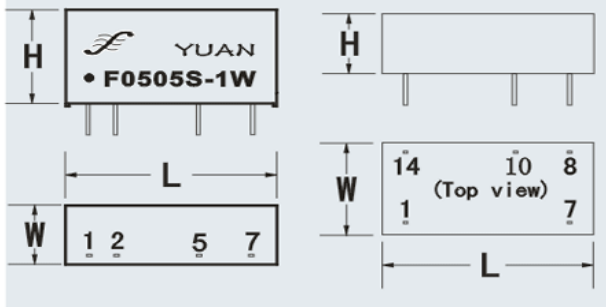 H
YUAN
F0505S-1W
L
W
1 2 5 7
H
W
14 10 8
(Top view)
1 7
L